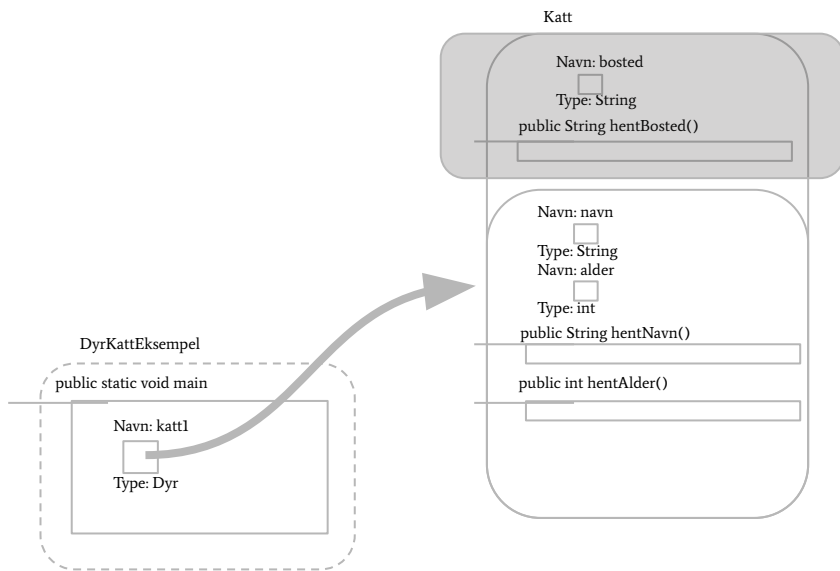 Katt
Navn: bosted
Type: String
public String hentBosted()
Navn: navn
Type: String
Navn: alder
Type: int
public String hentNavn()
public int hentAlder()
DyrKattEksempel
public static void main
Navn: katt1
Type: Dyr